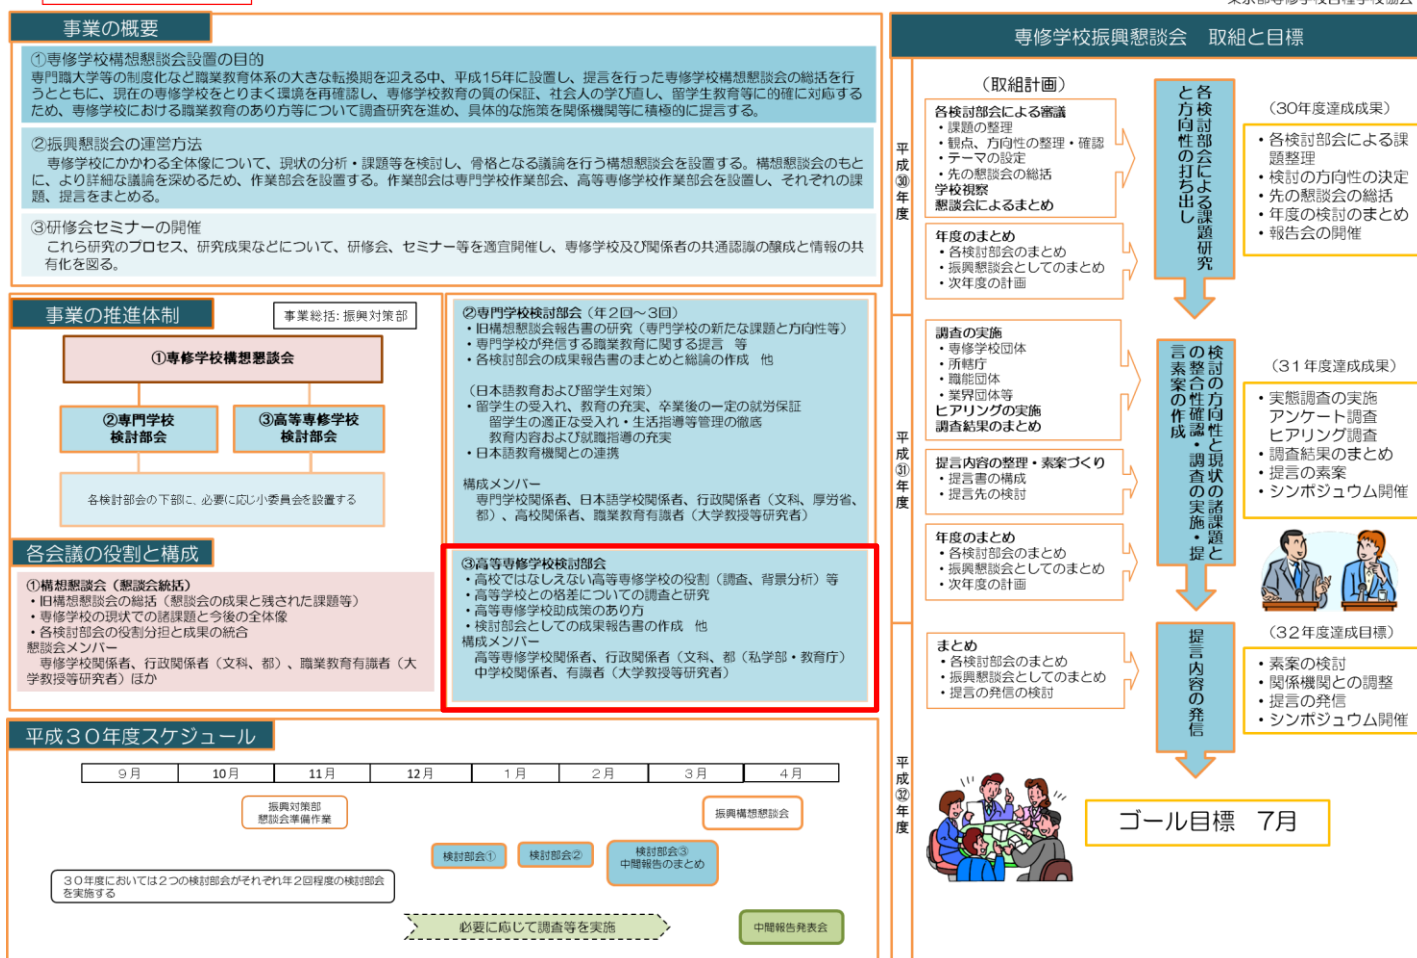 東京都専修学校各種学校協会
事業の概要
①専修学校構想懇談会設置の目的
専門職大学等の制度化など職業教育体系の大きな転換期を迎える中、平成15年に設置し、提言を行った専修学校構想懇談会の総括を行
うとともに、現在の専修学校をとりまく環境を再確認し、専修学校教育の質の保証、社会人の学び直し、留学生教育等に的確に対応する
ため、専修学校における職業教育のあり方等について調査研究を進め、具体的な施策を関係機関等に積極的に提言する。
②振興懇談会の運営方法
専修学校にかかわる全体像について、現状の分析・課題等を検討し、骨格となる議論を行う構想懇談会を設置する。構想懇談会のもと
に、より詳細な議論を深めるため、作業部会を設置する。作業部会は専門学校作業部会、高等専修学校作業部会を設置し、それぞれの課
題、提言をまとめる。
③研修会セミナーの開催
これら研究のプロセス、研究成果などについて、研修会、セミナー等を適宜開催し、専修学校及び関係者の共通認識の醸成と情報の共
有化を図る。
事業の推進体制
事業総括:振興対策部
①専修学校構想懇談会
②専門学校
検討部会
③高等専修学校
検討部会
各検討部会の下部に、必要に応じ小委員会を設置する
各会議の役割と構成
①構想懇談会（懇談会統括）
・旧構想懇談会の総括（懇談会の成果と残された課題等）
・専修学校の現状での諸課題と今後の全体像
・各検討部会の役割分担と成果の統合
懇談会メンバー
専修学校関係者、行政関係者（文科、都）、職業教育有識者（大
学教授等研究者）ほか
②専門学校検討部会（年２回～３回）
・旧構想懇談会報告書の研究（専門学校の新たな課題と方向性等）
・専門学校が発信する職業教育に関する提言　等
・各検討部会の成果報告書のまとめと総論の作成　他
（日本語教育および留学生対策）
・留学生の受入れ、教育の充実、卒業後の一定の就労保証
留学生の適正な受入れ・生活指導等管理の徹底
教育内容および就職指導の充実
・日本語教育機関との連携
構成メンバー
専門学校関係者、日本語学校関係者、行政関係者（文科、厚労省、
都）、高校関係者、職業教育有識者（大学教授等研究者）
③高等専修学校検討部会
・高校ではなしえない高等専修学校の役割（調査、背景分析）等
・高等学校との格差についての調査と研究
・高等専修学校助成策のあり方
・検討部会としての成果報告書の作成　他
構成メンバー
高等専修学校関係者、行政関係者（文科、都（私学部・教育庁）
中学校関係者、有識者（大学教授等研究者）
平成３０年度スケジュール
９月　10月　11月　12月　１月　２月　３月　４月
振興対策部
懇談会準備作業
振興構想懇談会
検討部会①
検討部会②
検討部会③
中間報告のまとめ
３０年度においては２つの検討部会がそれぞれ年２回程度の検討部会
を実施する
必要に応じて調査等を実施
中間報告発表会
専修学校振興懇談会　取組と目標
平成㉚年度
（取組計画）
各検討部会による審議
・課題の整理
・観点、方向性の整理・確認
・テーマの設定
・先の懇談会の総括
学校視察
懇談会によるまとめ
年度のまとめ
・各検討部会のまとめ
・振興懇談会としてのまとめ
・次年度の計画
各検討部会による課題研究
と方向性の打ち出し
（30年度達成成果）
・各検討部会による課
題整理
・検討の方向性の決定
・先の懇談会の総括
・年度の検討のまとめ
・報告会の開催
平成㉛年度
調査の実施
・専修学校団体
・所轄庁
・職能団体
・業界団体等
ヒアリングの実施
調査結果のまとめ
提言内容の整理・素案づくり
・提言書の構成
・提言先の検討
年度のまとめ
・各検討部会のまとめ
・振興懇談会としてのまとめ
・次年度の計画
検討の方向性と現状の諸課題と
の整合性確認・調査の実施・提
言素案の作成
（31年度達成成果）
・実態調査の実施
アンケート調査
ヒアリング調査
・調査結果のまとめ
・提言の素案
・シンポジュウム開催
平成㉜年度
まとめ
・各検討部会のまとめ
・振興懇談会としてのまとめ
・提言の発信の検討
提言内容の発信
（32年度達成目標）
・素案の検討
・関係機関との調整
・提言の発信
・シンポジュウム開催
ゴール目標　7月